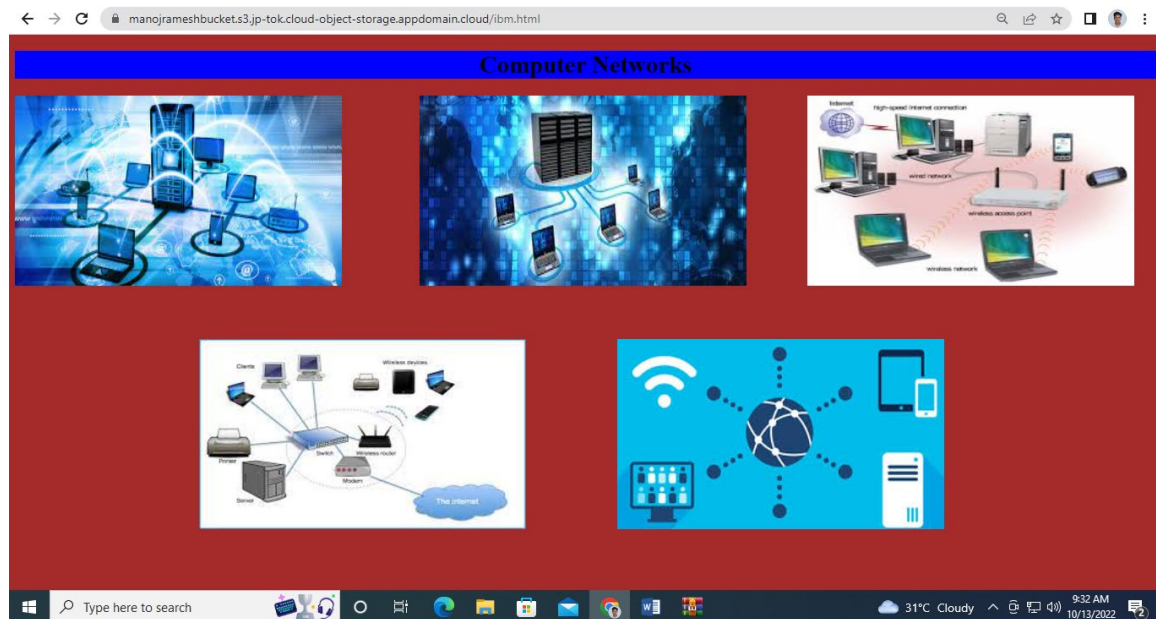 manojrameshbucket.s3.jp-tok.cloud-object-storage.appdomain.cloud/ibm.html
Computer Networks
Internet
high-speed Internet connection
wired network
wireless access point
wireless network
Clients
Wireless devices
Printer
Switch
Wireless router
Modem
Server
The internet
Type here to search
31°C Cloudy
9:32 AM
10/13/2022
2